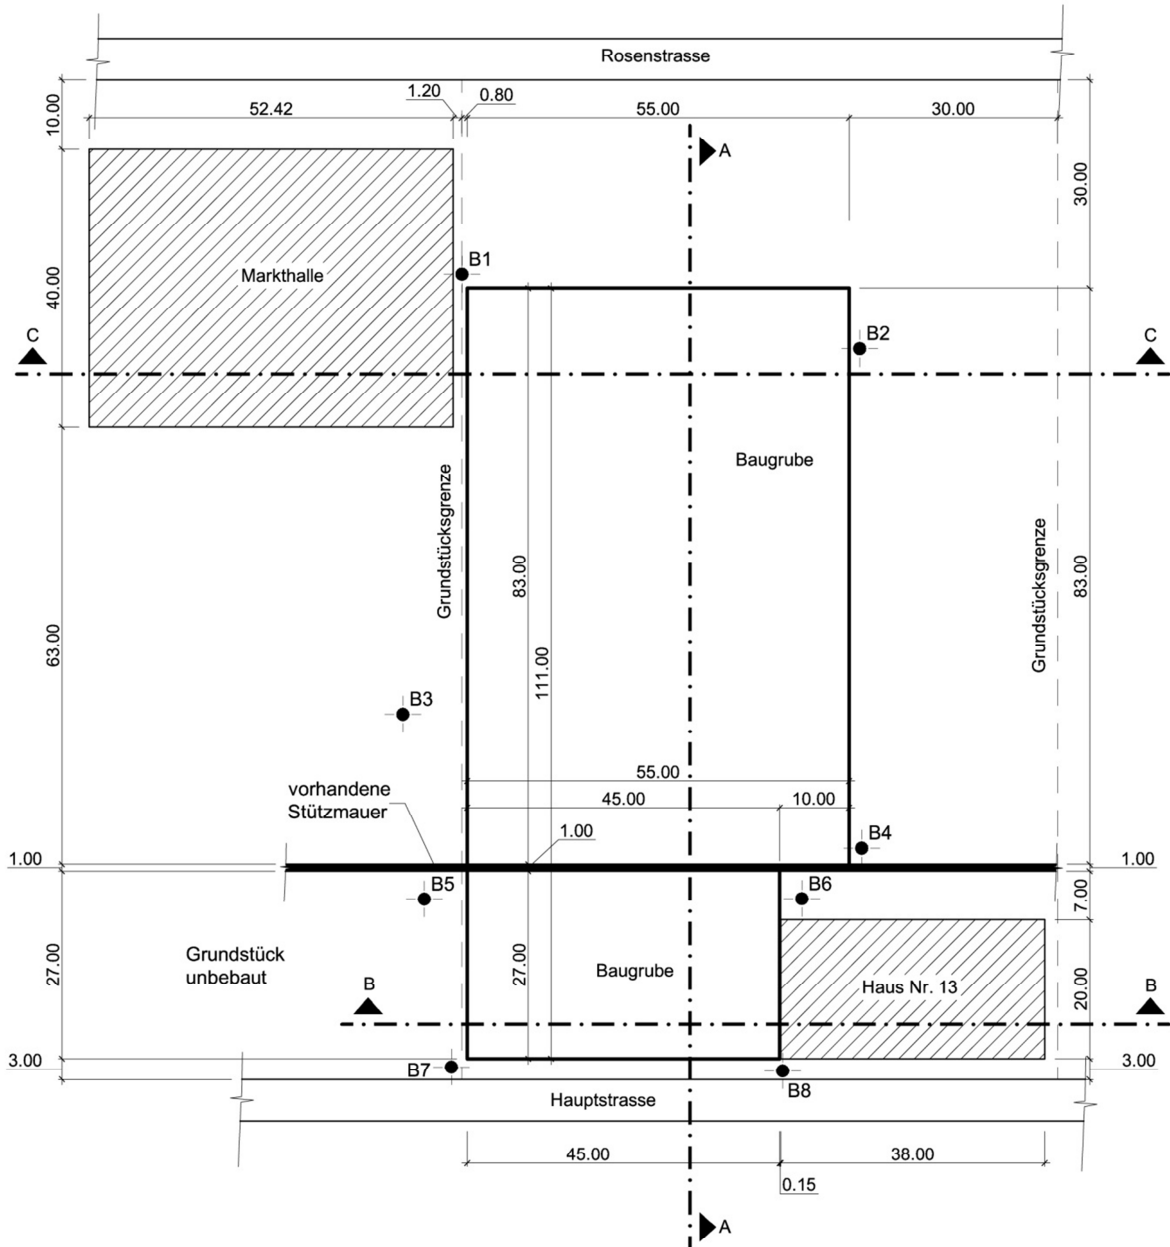 Rosenstrasse
10.00
52.42
1.20
0.80
55.00
30.00
A
30.00
B1
Markthalle
40.00
C
B2
C
Baugrube
Grundstücksgrenze
83.00
111.00
Grundstücksgrenze
83.00
63.00
B3
55.00
vorhandene
Stützmauer
45.00
10.00
1.00
B4
1.00
1.00
B5
B6
7.00
Grundstück
unbebaut
27.00
27.00
Baugrube
Haus Nr. 13
20.00
B
B
3.00
B7
B8
3.00
Hauptstrasse
45.00
38.00
0.15
A